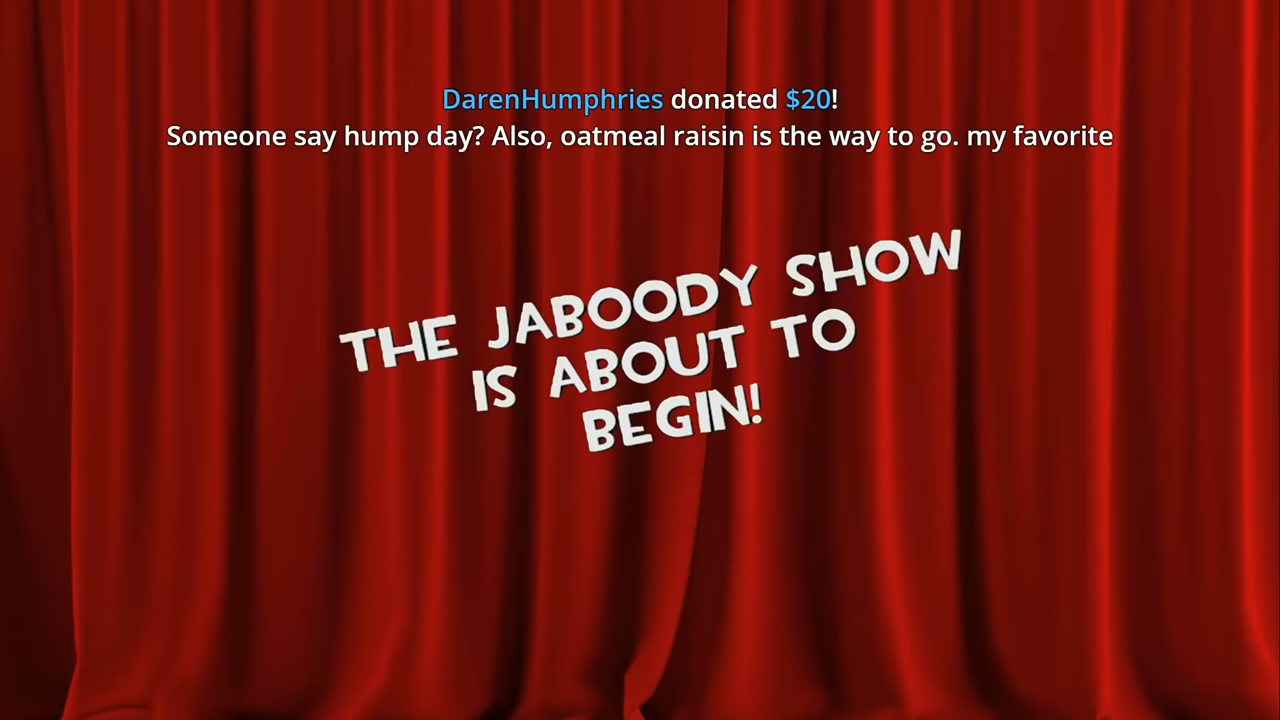 DarenHumphries donated $20!
Someone say hump day? Also, oatmeal raisin is the way to go. my favorite
THE JABOODY SHOW
IS ABOUT TO
BEGIN!